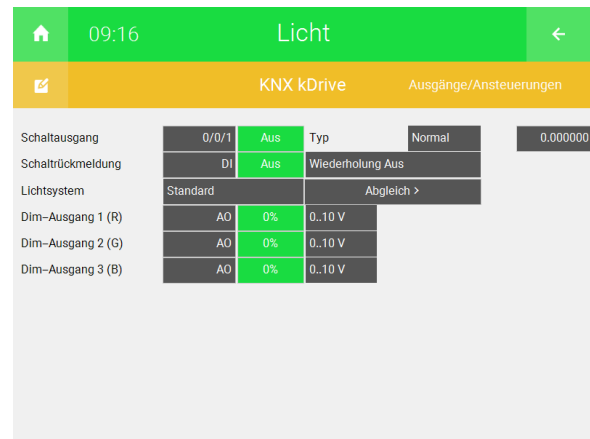 09:16 Licht
KNX kDrive Ausgänge/Ansteuerungen
Schaltausgang 0/0/1 Aus Typ Normal 0.000000
Schaltrückmeldung DI Aus Wiederholung Aus
Lichtsystem Standard Abgleich >
Dim-Ausgang 1 (R) AO 0% 0..10 V
Dim-Ausgang 2 (G) AO 0% 0..10 V
Dim-Ausgang 3 (B) AO 0% 0..10 V